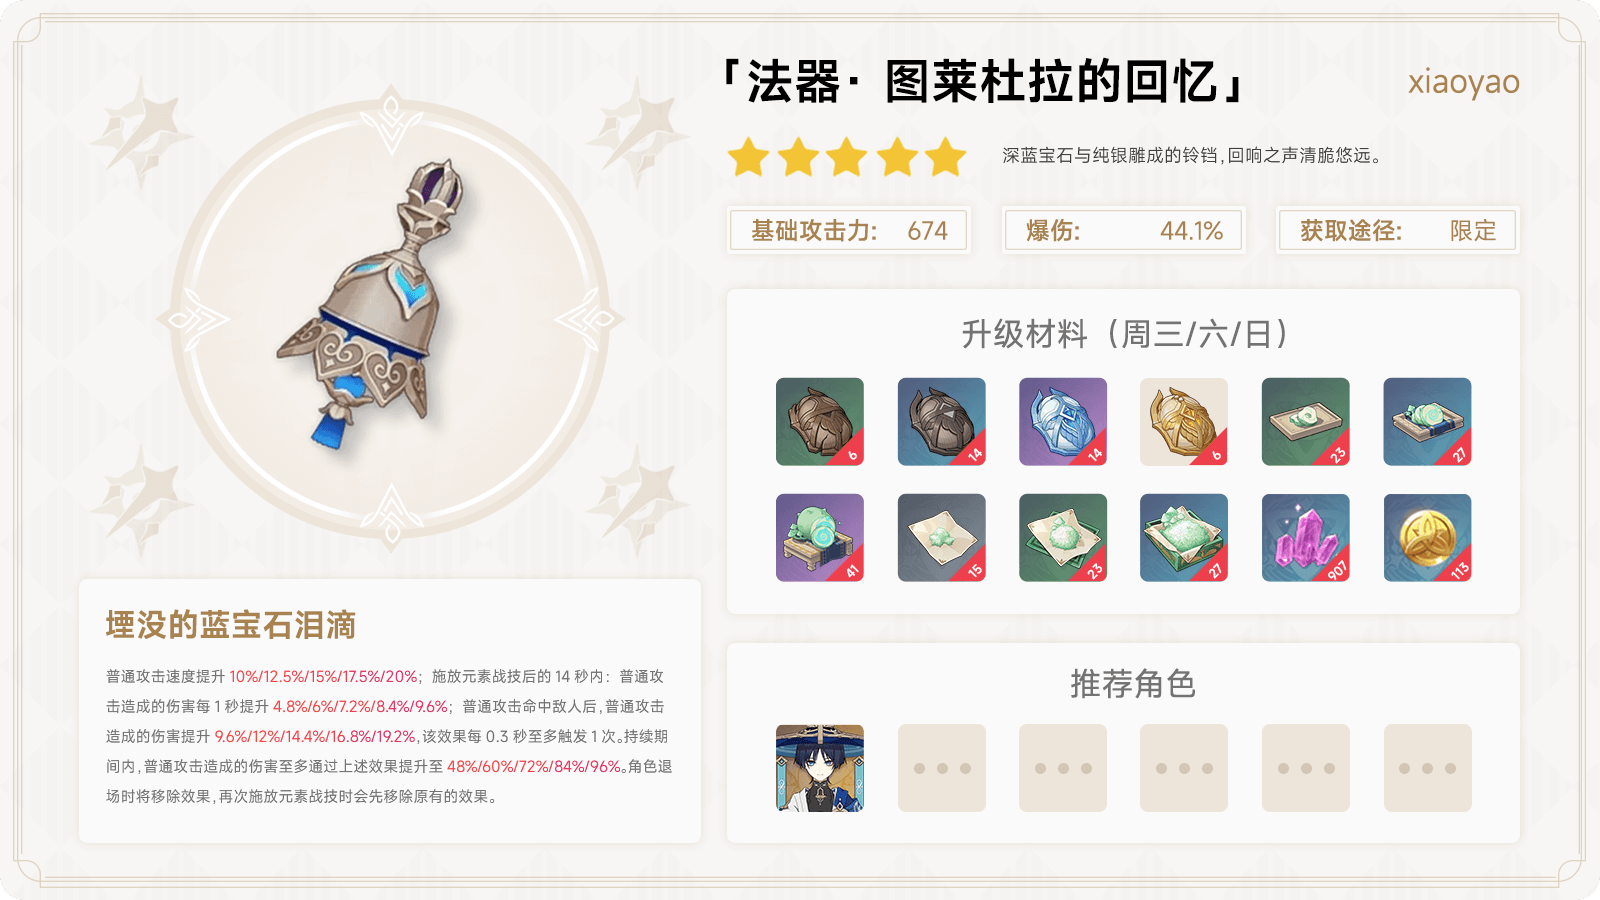 「法器· 图莱杜拉的回忆」
xiaoyao
深蓝宝石与纯银雕成的铃铛,回响之声清脆悠远。
基础攻击力: 674
爆伤: 44.1%
获取途径: 限定
升级材料（周三/六/日）
6 14 14 6 23 27
41 15 23 27 907 113
堙没的蓝宝石泪滴
普通攻击速度提升 10%/12.5%/15%/17.5%/20%；施放元素战技后的 14 秒内：普通攻
击造成的伤害每 1 秒提升 4.8%/6%/7.2%/8.4%/9.6%；普通攻击命中敌人后,普通攻击
造成的伤害提升 9.6%/12%/14.4%/16.8%/19.2%,该效果每 0.3 秒至多触发 1 次。持续期
间内,普通攻击造成的伤害至多通过上述效果提升至 48%/60%/72%/84%/96%。角色退
场时将移除效果,再次施放元素战技时会先移除原有的效果。
推荐角色